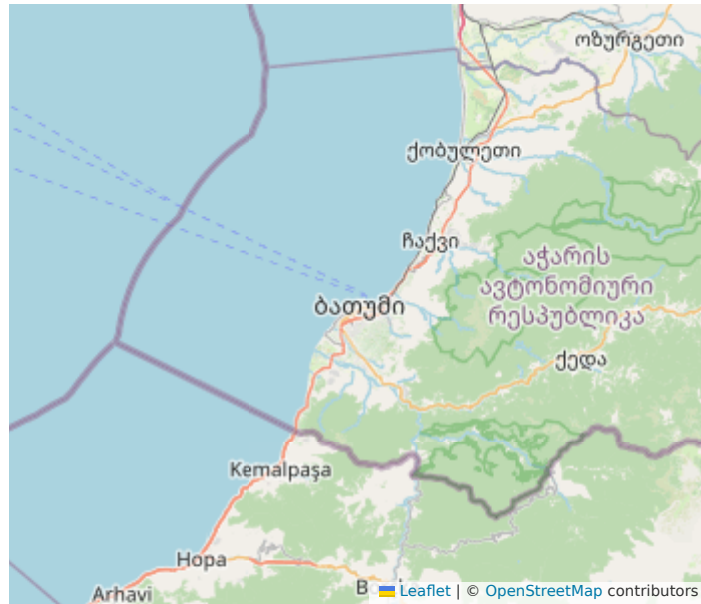 ოზურგეთი
ქობულეთი
ჩაქვი
აჭარის
ავტონომიური
რესპუბლიკა
ბათუმი
ქედა
Kemalpaşa
Hopa
Arhavi
Leaflet | © OpenStreetMap contributors